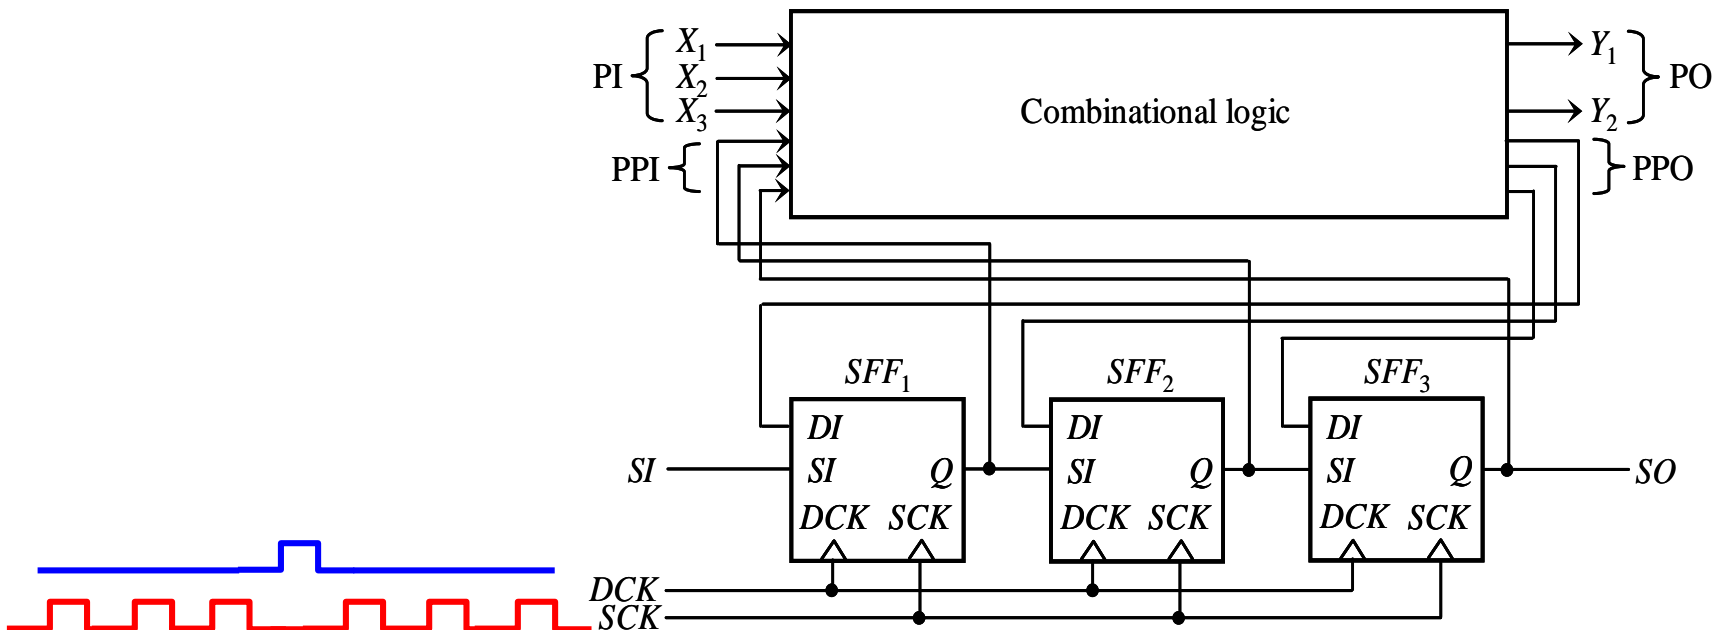 X1 Y1
PI X2 PO
X3 Combinational logic Y2
PPI PPO
SFF1 SFF2 SFF3
DI DI DI
SI SI Q SI Q SI Q SO
DCK SCK DCK SCK DCK SCK
DCK
SCK